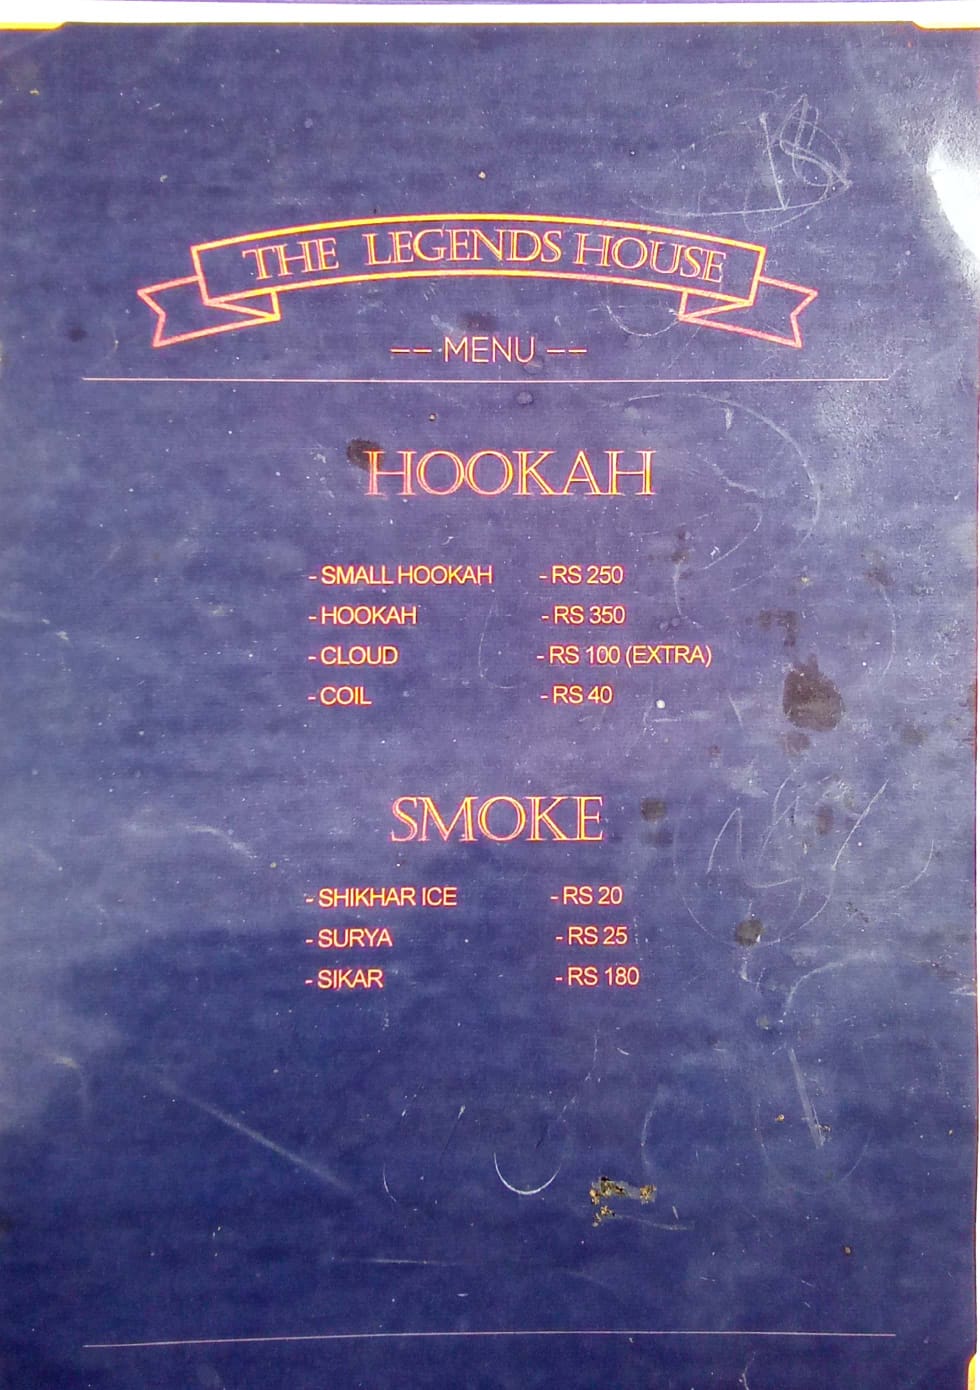 THE LEGENDS HOUSE
-- MENU --
HOOKAH
- SMALL HOOKAH - RS 250
- HOOKAH - RS 350
- CLOUD - RS 100 (EXTRA)
- COIL - RS 40
SMOKE
- SHIKHAR ICE - RS 20
- SURYA - RS 25
- SIKAR - RS 180